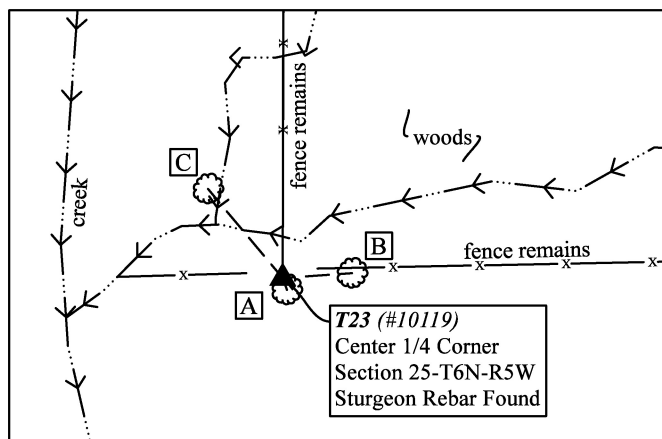 x
fence remains
x
woods
C
creek
B
fence remains
x
x
x
x
x
A
T23 (#10119)
Center 1/4 Corner
Section 25-T6N-R5W
Sturgeon Rebar Found